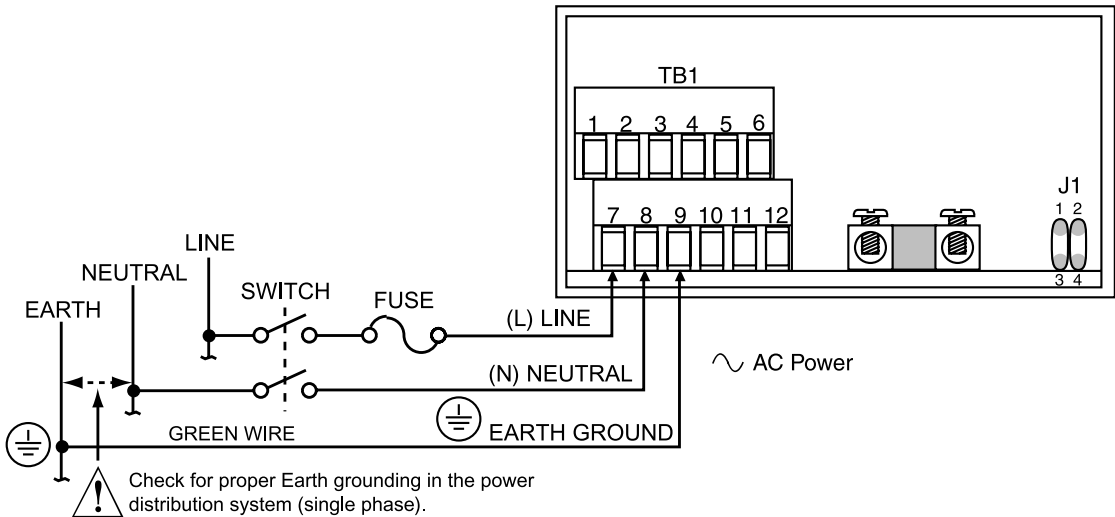 TB1
1 2 3 4 5 6
J1
7 8 9 10 11 12
1 2
3 4
LINE
NEUTRAL
EARTH
SWITCH
FUSE
(L) LINE
(N) NEUTRAL
AC Power
GREEN WIRE
EARTH GROUND
!
Check for proper Earth grounding in the power
distribution system (single phase).